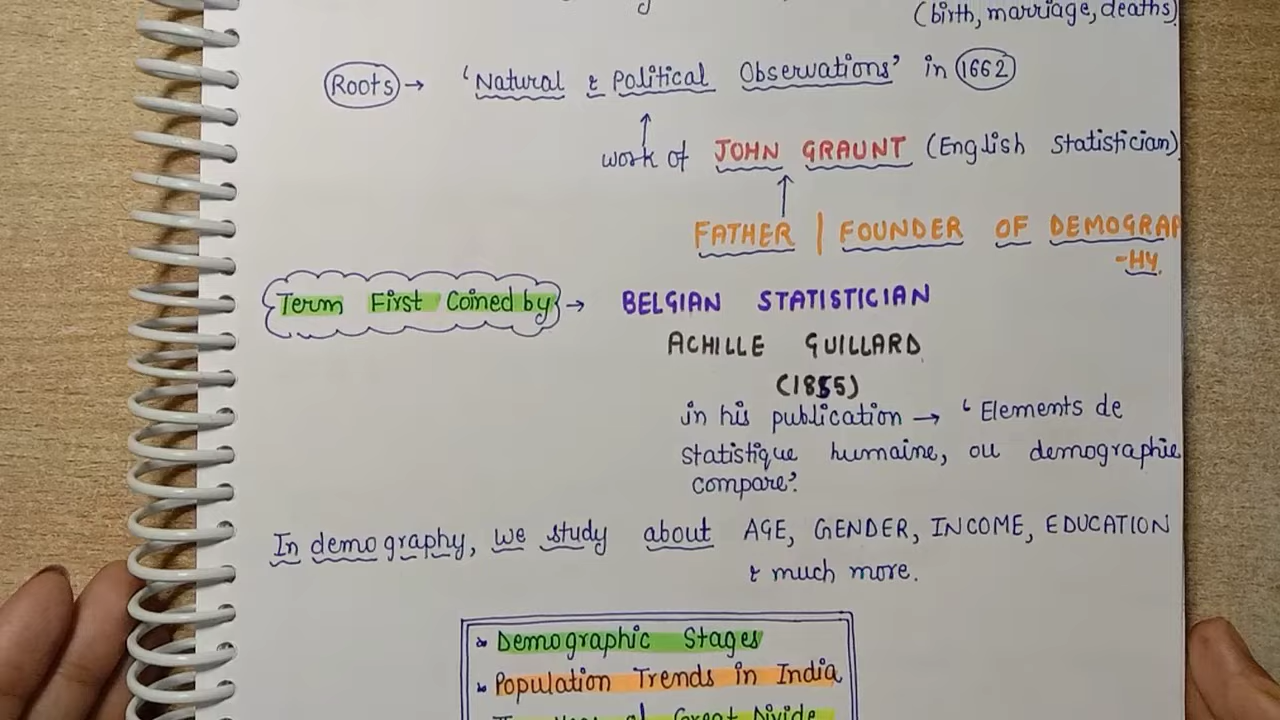 (birth, marriage, deaths)
Roots → 'Natural & Political Observations' in 1662
work of JOHN GRAUNT (English Statistician)
FATHER | FOUNDER OF DEMOGRAP
-HY.
Term First Coined by → BELGIAN STATISTICIAN
ACHILLE GUILLARD
(1855)
in his publication → 'Elements de
statistique humaine, ou demographie
compare'.
In demography, we study about AGE, GENDER, INCOME, EDUCATION
& much more.
Demographic Stages
Population Trends in India
Great Divide